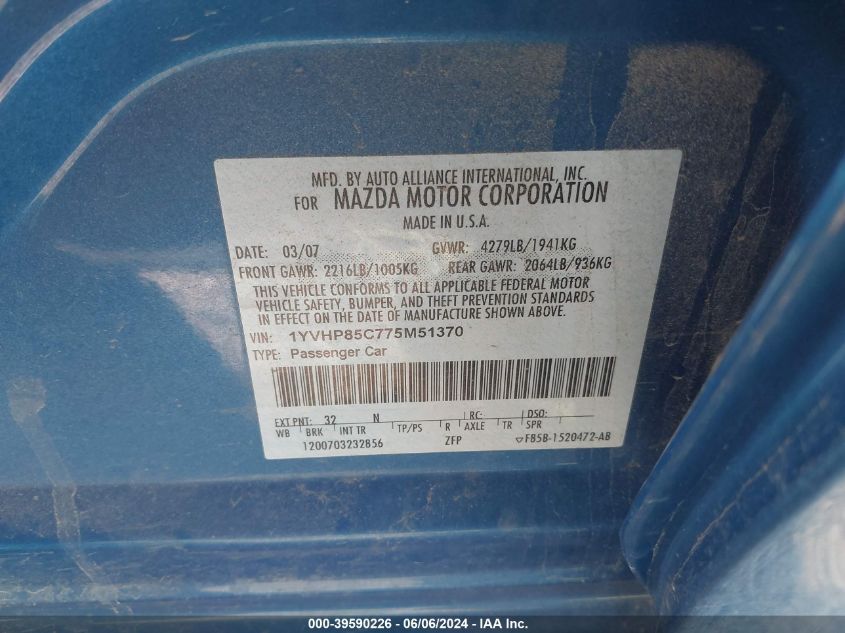 MFD. BY AUTO ALLIANCE INTERNATIONAL, INC.
FOR MAZDA MOTOR CORPORATION
MADE IN U.S.A.
DATE: 03/07 GVWR: 4279LB/1941KG
FRONT GAWR: 2216LB/1005KG REAR GAWR: 2064LB/936KG
THIS VEHICLE CONFORMS TO ALL APPLICABLE FEDERAL MOTOR
VEHICLE SAFETY, BUMPER, AND THEFT PREVENTION STANDARDS
IN EFFECT ON THE DATE OF MANUFACTURE SHOWN ABOVE.
VIN: 1YVHP85C775M51370
TYPE: Passenger Car
EXT PNT: 32 N RC: DSO:
WB BRK INT TR TP/PS R AXLE TR SPR
1200703232856 ZFP F85B-1520472-AB
000-39590226 - 06/06/2024 - IAA Inc.